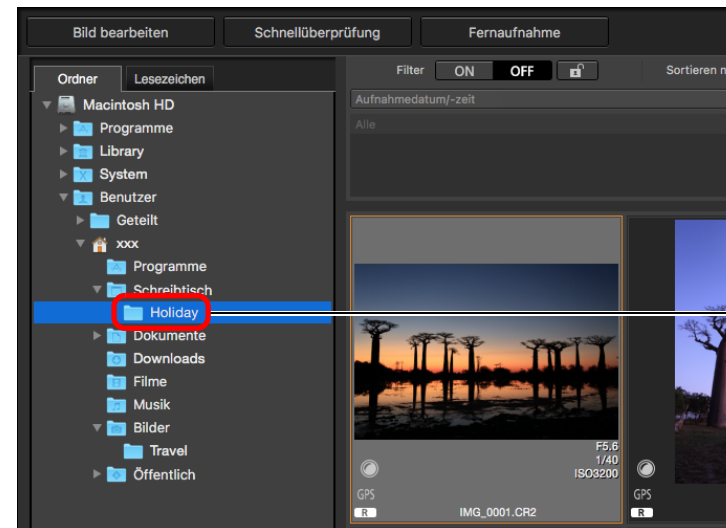 Bild bearbeiten
Schnellüberprüfung
Fernaufnahme
Filter
ON
OFF
Sortieren
Ordner
Lesezeichen
Aufnahmedatum/-zeit
Alle
Macintosh HD
Programme
Library
System
Benutzer
Geteilt
xxx
Programme
Schreibtisch
Holiday
Dokumente
Downloads
Filme
Musik
Bilder
Travel
Öffentlich
F5.6
1/40
ISO3200
GPS
R
IMG_0001.CR2
GPS
R